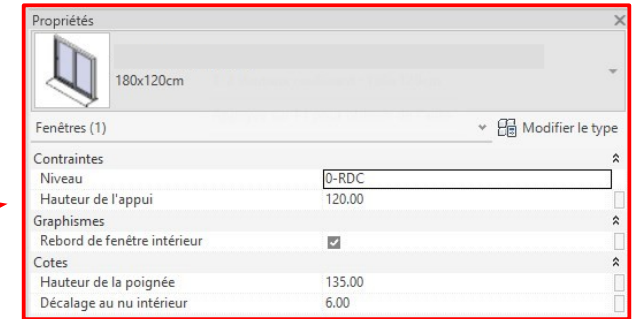 Propriétés
180x120cm
Fenêtres (1)
Modifier le type
Contraintes
Niveau 0-RDC
Hauteur de l'appui 120.00
Graphismes
Rebord de fenêtre intérieur
Cotes
Hauteur de la poignée 135.00
Décalage au nu intérieur 6.00